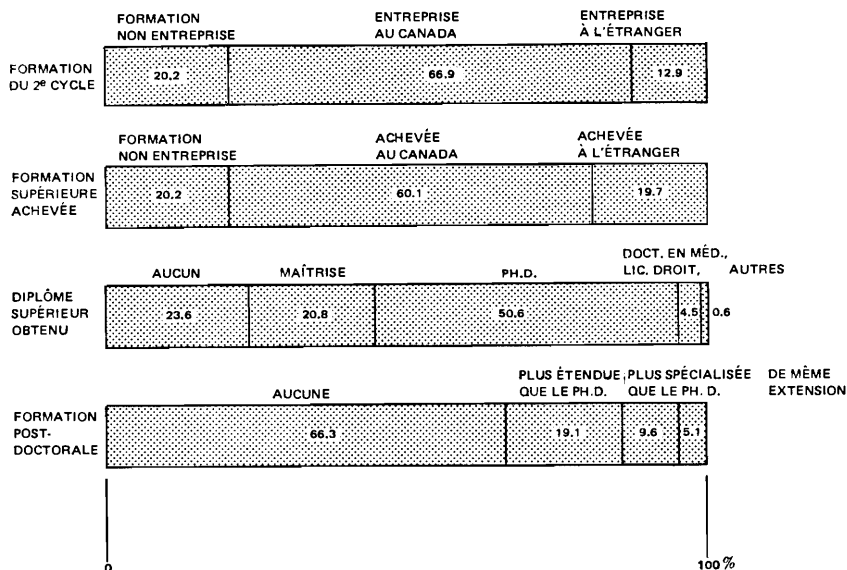 FORMATION NON ENTREPRISE
ENTREPRISE AU CANADA
ENTREPRISE À L'ÉTRANGER
FORMATION DU 2e CYCLE
20.2 66.9 12.9
FORMATION NON ENTREPRISE
ACHEVÉE AU CANADA
ACHEVÉE À L'ÉTRANGER
FORMATION SUPÉRIEURE ACHEVÉE
20.2 60.1 19.7
AUCUN
MAÎTRISE
PH.D.
DOCT. EN MÉD., LIC. DROIT,
AUTRES
DIPLÔME SUPÉRIEUR OBTENU
23.6 20.8 50.6 4.5 0.6
AUCUNE
PLUS ÉTENDUE QUE LE PH.D.
PLUS SPÉCIALISÉE QUE LE PH. D.
DE MÊME EXTENSION
FORMATION POST-DOCTORALE
66.3 19.1 9.6 5.1
0 100%